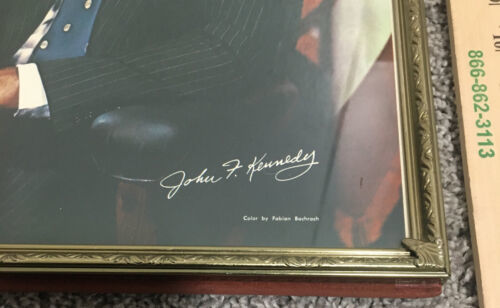 John F. Kennedy
Color by Fabian Bachrach
866-862-3113